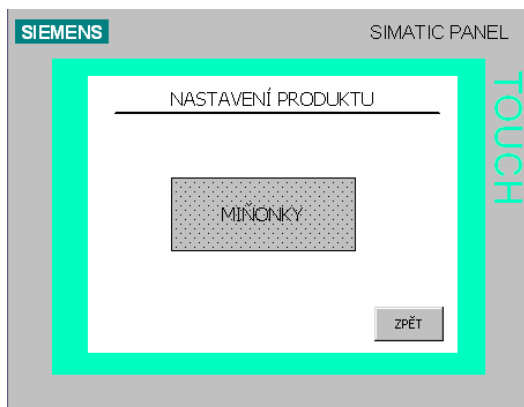 SIEMENS
SIMATIC PANEL
TOUCH
NASTAVENÍ PRODUKTU
MIŇONKY
ZPĚT